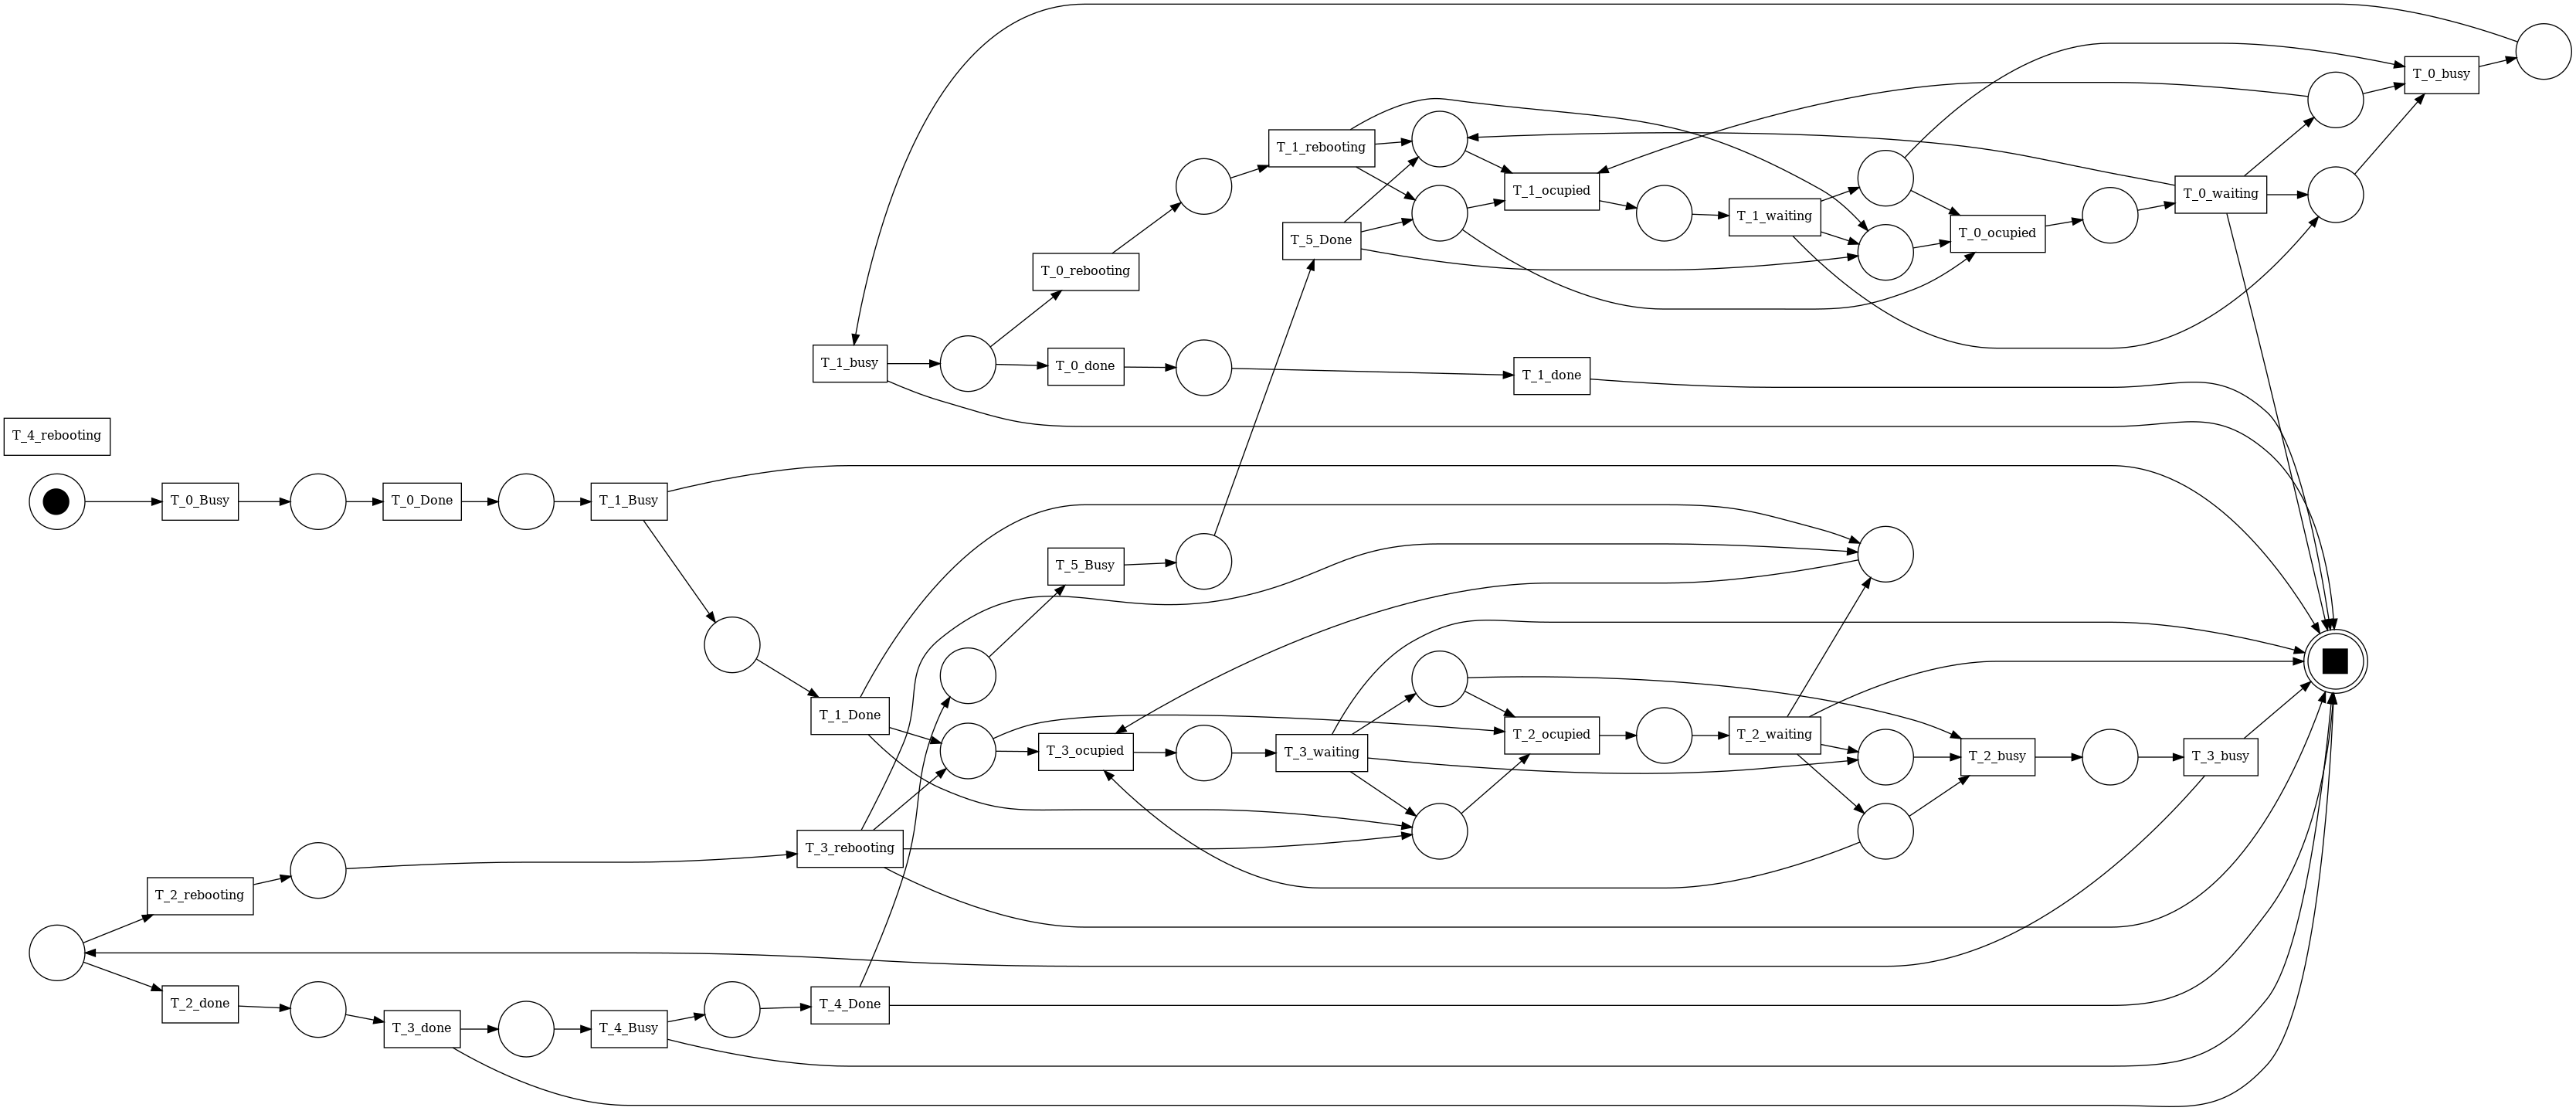 T_0_busy
T_1_rebooting
T_1_ocupied
T_0_waiting
T_1_waiting
T_0_ocupied
T_5_Done
T_0_rebooting
T_1_busy
T_0_done
T_1_done
T_4_rebooting
T_0_Busy
T_0_Done
T_1_Busy
T_5_Busy
T_1_Done
T_3_ocupied
T_3_waiting
T_2_ocupied
T_2_waiting
T_2_busy
T_3_busy
T_3_rebooting
T_2_rebooting
T_2_done
T_4_Done
T_3_done
T_4_Busy